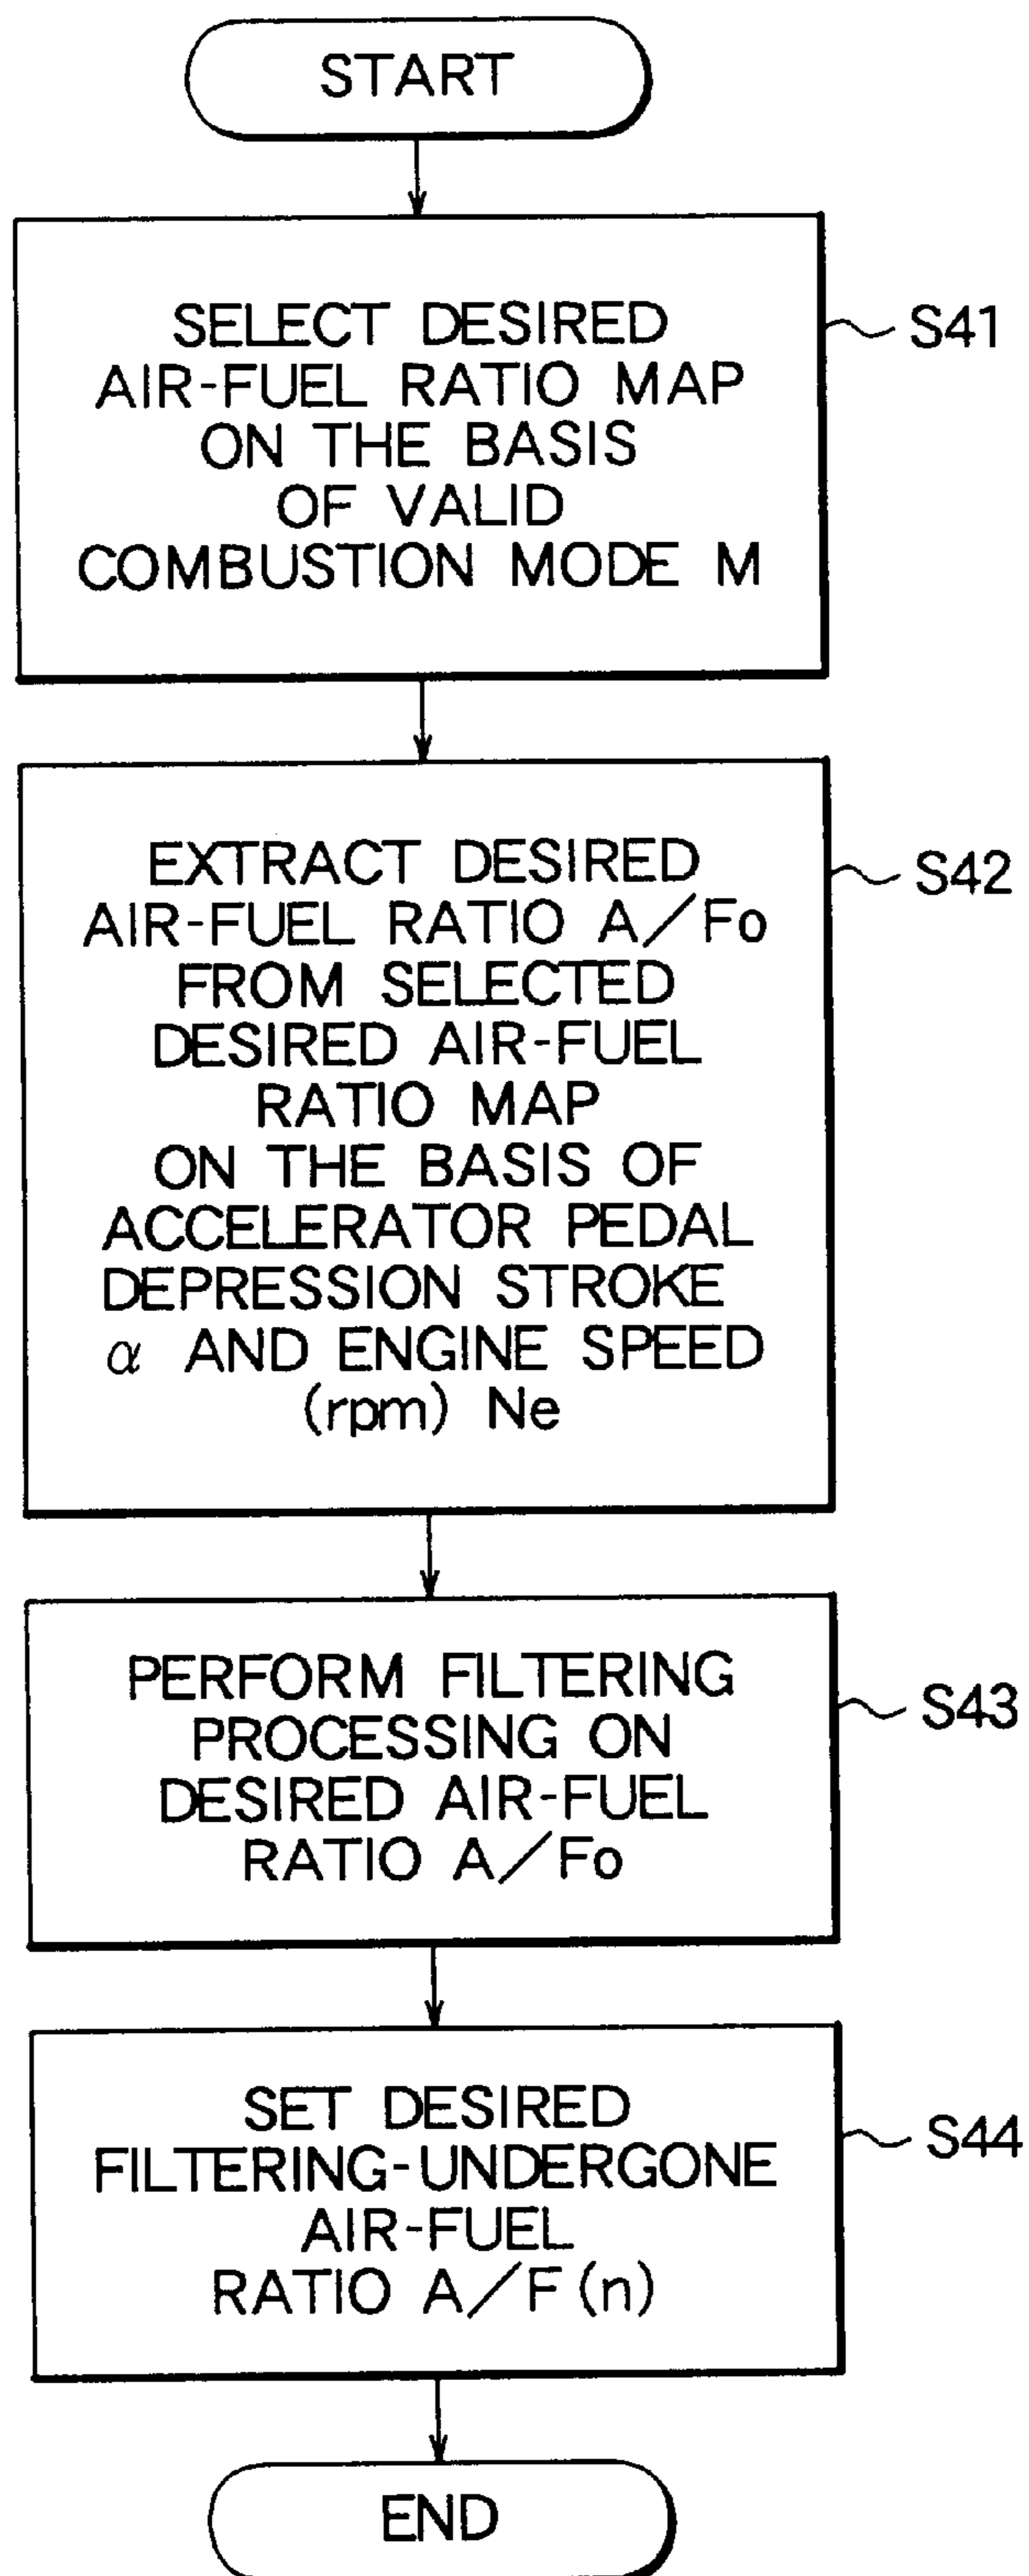 START
SELECT DESIRED
AIR-FUEL RATIO MAP
ON THE BASIS
OF VALID
COMBUSTION MODE M
S41
EXTRACT DESIRED
AIR-FUEL RATIO A/Fo
FROM SELECTED
DESIRED AIR-FUEL
RATIO MAP
ON THE BASIS OF
ACCELERATOR PEDAL
DEPRESSION STROKE
α AND ENGINE SPEED
(rpm) Ne
S42
PERFORM FILTERING
PROCESSING ON
DESIRED AIR-FUEL
RATIO A/Fo
S43
SET DESIRED
FILTERING-UNDERGONE
AIR-FUEL
RATIO A/F(n)
S44
END